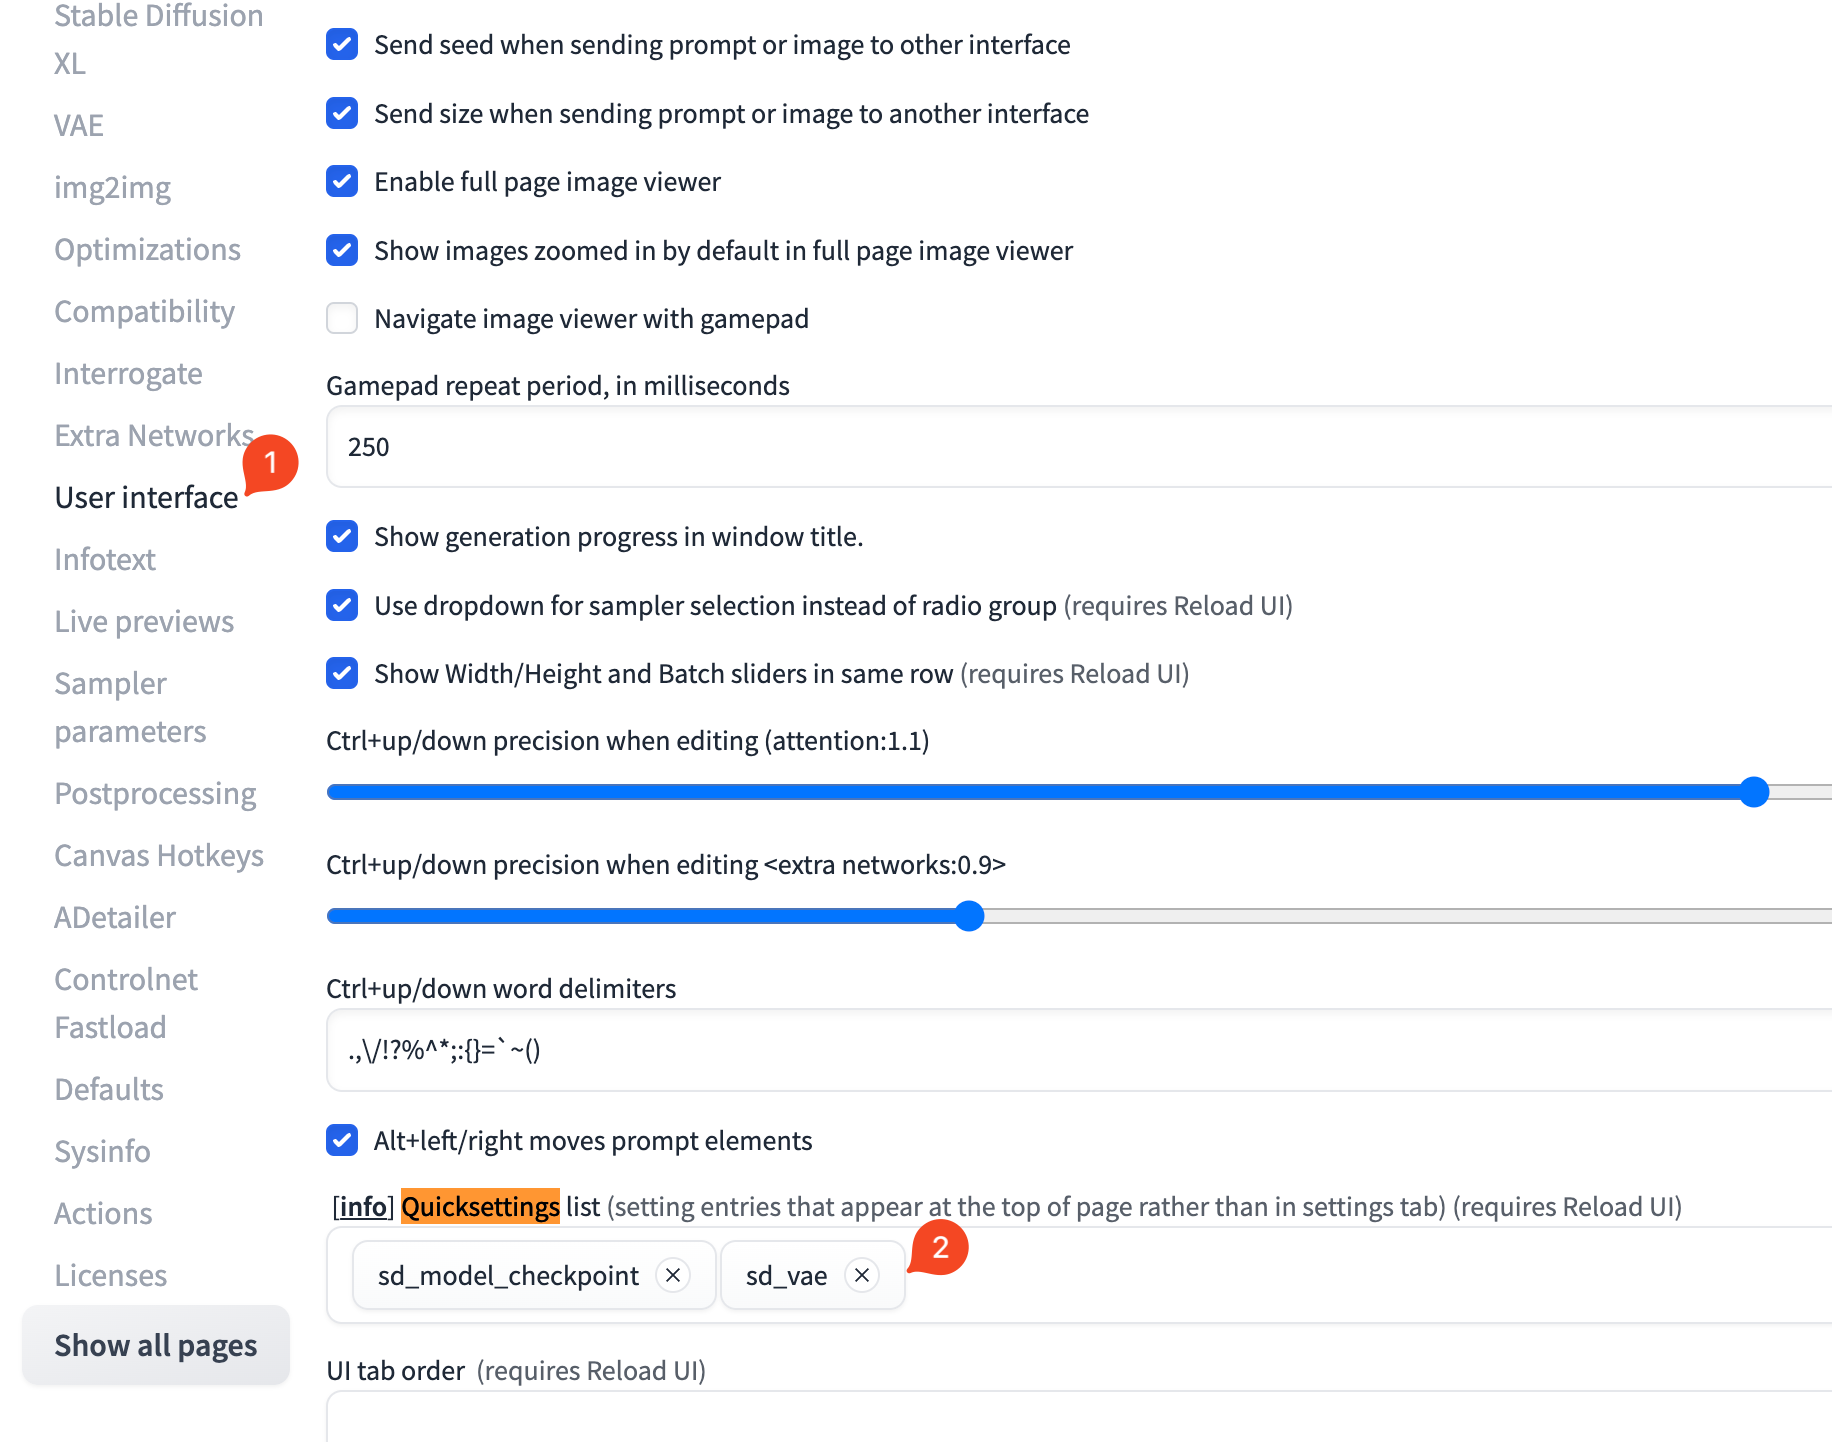 Stable Diffusion
XL
VAE
img2img
Optimizations
Compatibility
Interrogate
Extra Networks
1
User interface
Infotext
Live previews
Sampler
parameters
Postprocessing
Canvas Hotkeys
ADetailer
Controlnet
Fastload
Defaults
Sysinfo
Actions
Licenses
Show all pages
Send seed when sending prompt or image to other interface
Send size when sending prompt or image to another interface
Enable full page image viewer
Show images zoomed in by default in full page image viewer
Navigate image viewer with gamepad
Gamepad repeat period, in milliseconds
250
Show generation progress in window title.
Use dropdown for sampler selection instead of radio group (requires Reload UI)
Show Width/Height and Batch sliders in same row (requires Reload UI)
Ctrl+up/down precision when editing (attention:1.1)
Ctrl+up/down precision when editing <extra networks:0.9>
Ctrl+up/down word delimiters
.,\/!?%^*;:{}=`~()
Alt+left/right moves prompt elements
[info] Quicksettings list (setting entries that appear at the top of page rather than in settings tab) (requires Reload UI)
sd_model_checkpoint × sd_vae × 2
UI tab order (requires Reload UI)